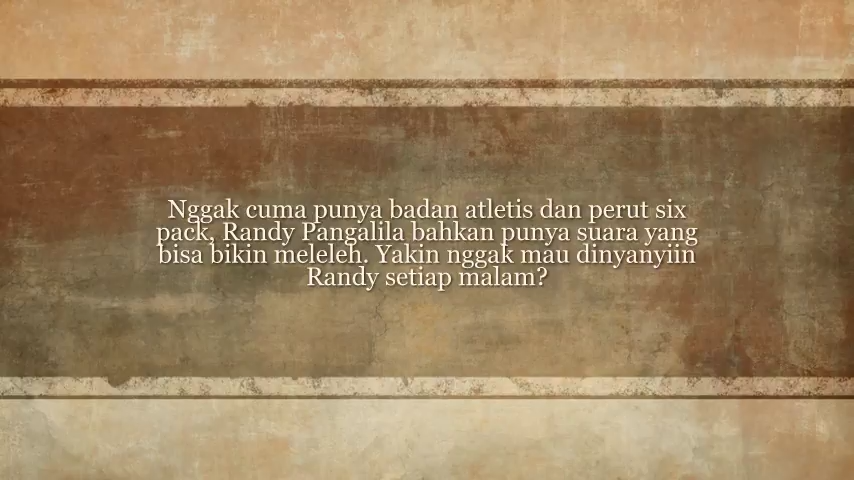 Nggak cuma punya badan atletis dan perut six
pack, Randy Pangalila bahkan punya suara yang
bisa bikin meleleh. Yakin nggak mau dinyanyiin
Randy setiap malam?